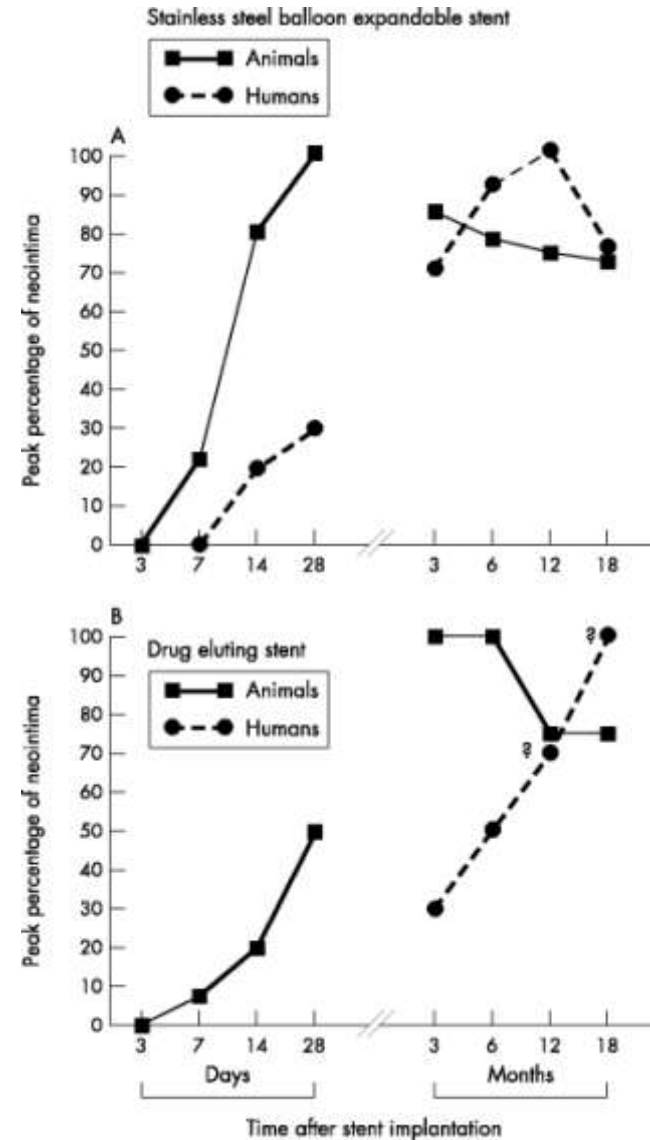 Stainless steel balloon expandable stent
Animals
Humans
A
100
90
80
70
60
50
40
30
20
10
0
Peak percentage of neointima
3 7 14 28 3 6 12 18
B
Drug eluting stent
Animals
Humans
100
90
80
70
60
50
40
30
20
10
0
Peak percentage of neointima
?
?
3 7 14 28 3 6 12 18
Days Months
Time after stent implantation